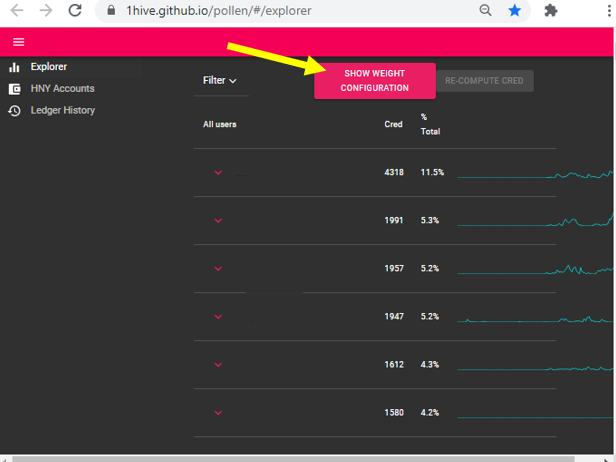 1hive.github.io/pollen/#/explorer
Explorer
HNY Accounts
Ledger History
Filter
SHOW WEIGHT
CONFIGURATION
RE-COMPUTE CRED
All users Cred %
Total
4318 11.5%
1991 5.3%
1957 5.2%
1947 5.2%
1612 4.3%
1580 4.2%